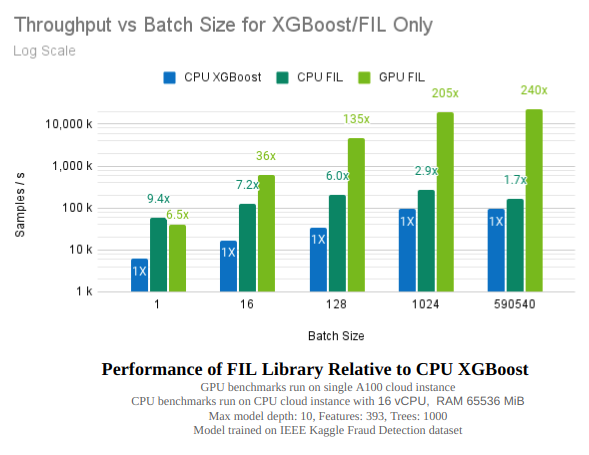 Throughput vs Batch Size for XGBoost/FIL Only
Log Scale
CPU XGBoost CPU FIL GPU FIL
205x 240x
135x
10,000 k
36x
1,000 k
9.4x 7.2x 6.0x 2.9x 1.7x
6.5x
100 k
1X 1X 1X 1X 1X
10 k
1 k
Samples / s
1 16 128 1024 590540
Batch Size
Performance of FIL Library Relative to CPU XGBoost
GPU benchmarks run on single A100 cloud instance
CPU benchmarks run on CPU cloud instance with 16 vCPU, RAM 65536 MiB
Max model depth: 10, Features: 393, Trees: 1000
Model trained on IEEE Kaggle Fraud Detection dataset